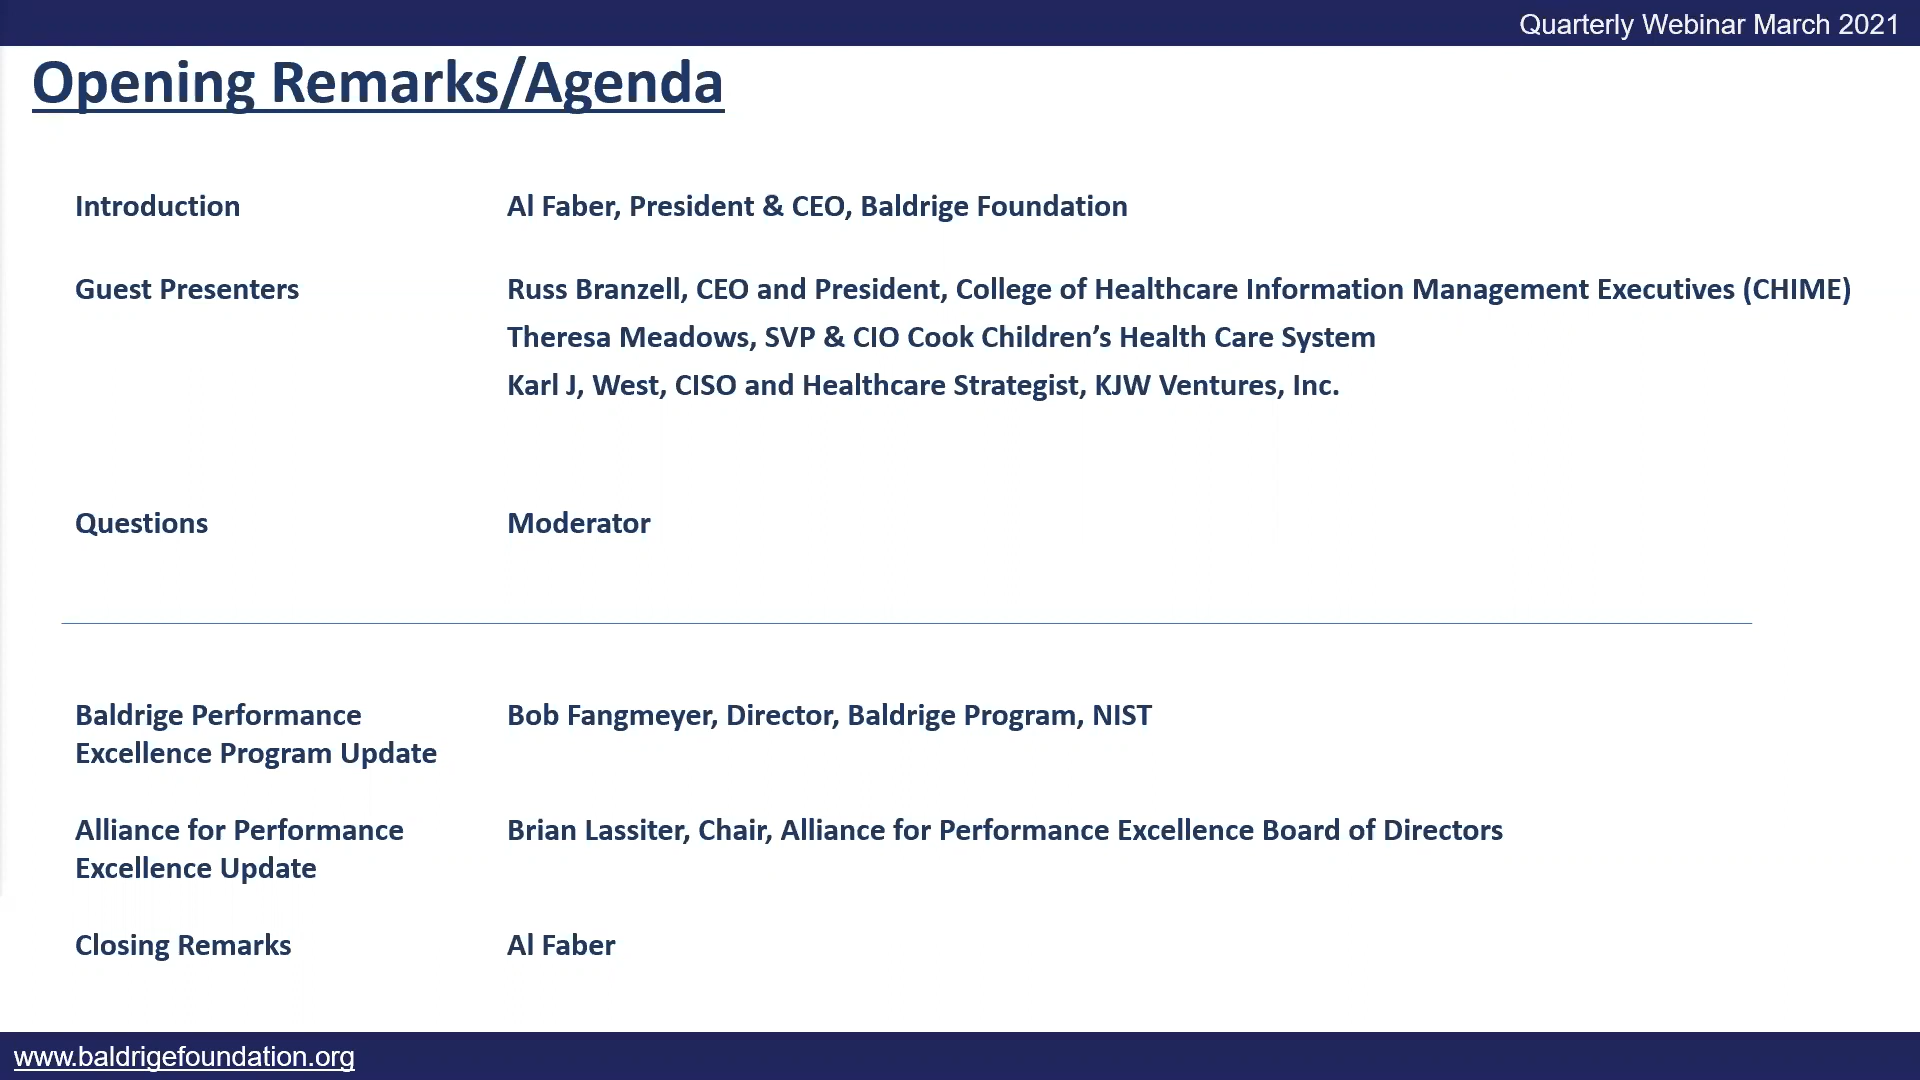 Quarterly Webinar March 2021
Opening Remarks/Agenda
Introduction
Al Faber, President & CEO, Baldrige Foundation
Guest Presenters
Russ Branzell, CEO and President, College of Healthcare Information Management Executives (CHIME)
Theresa Meadows, SVP & CIO Cook Children’s Health Care System
Karl J, West, CISO and Healthcare Strategist, KJW Ventures, Inc.
Questions
Moderator
Baldrige Performance
Excellence Program Update
Bob Fangmeyer, Director, Baldrige Program, NIST
Alliance for Performance
Excellence Update
Brian Lassiter, Chair, Alliance for Performance Excellence Board of Directors
Closing Remarks
Al Faber
www.baldrigefoundation.org